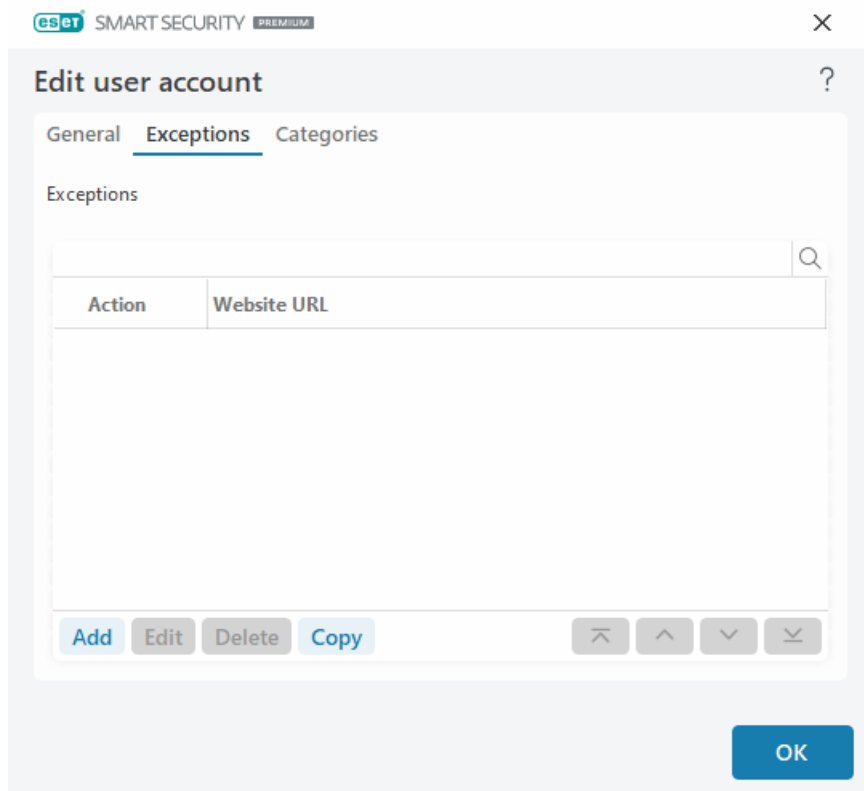 eset SMART SECURITY PREMIUM
Edit user account ?
General Exceptions Categories
Exceptions
Action Website URL
Add Edit Delete Copy
OK